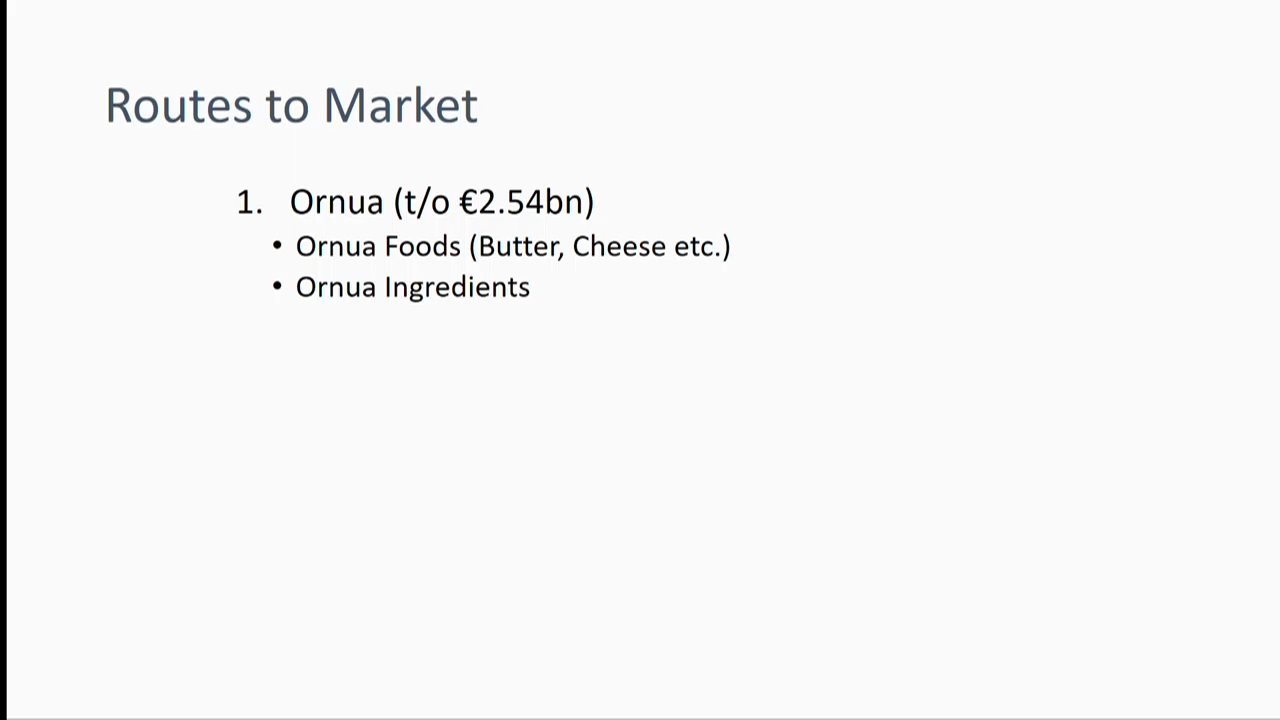 Routes to Market
1. Ornua (t/o €2.54bn)
• Ornua Foods (Butter, Cheese etc.)
• Ornua Ingredients